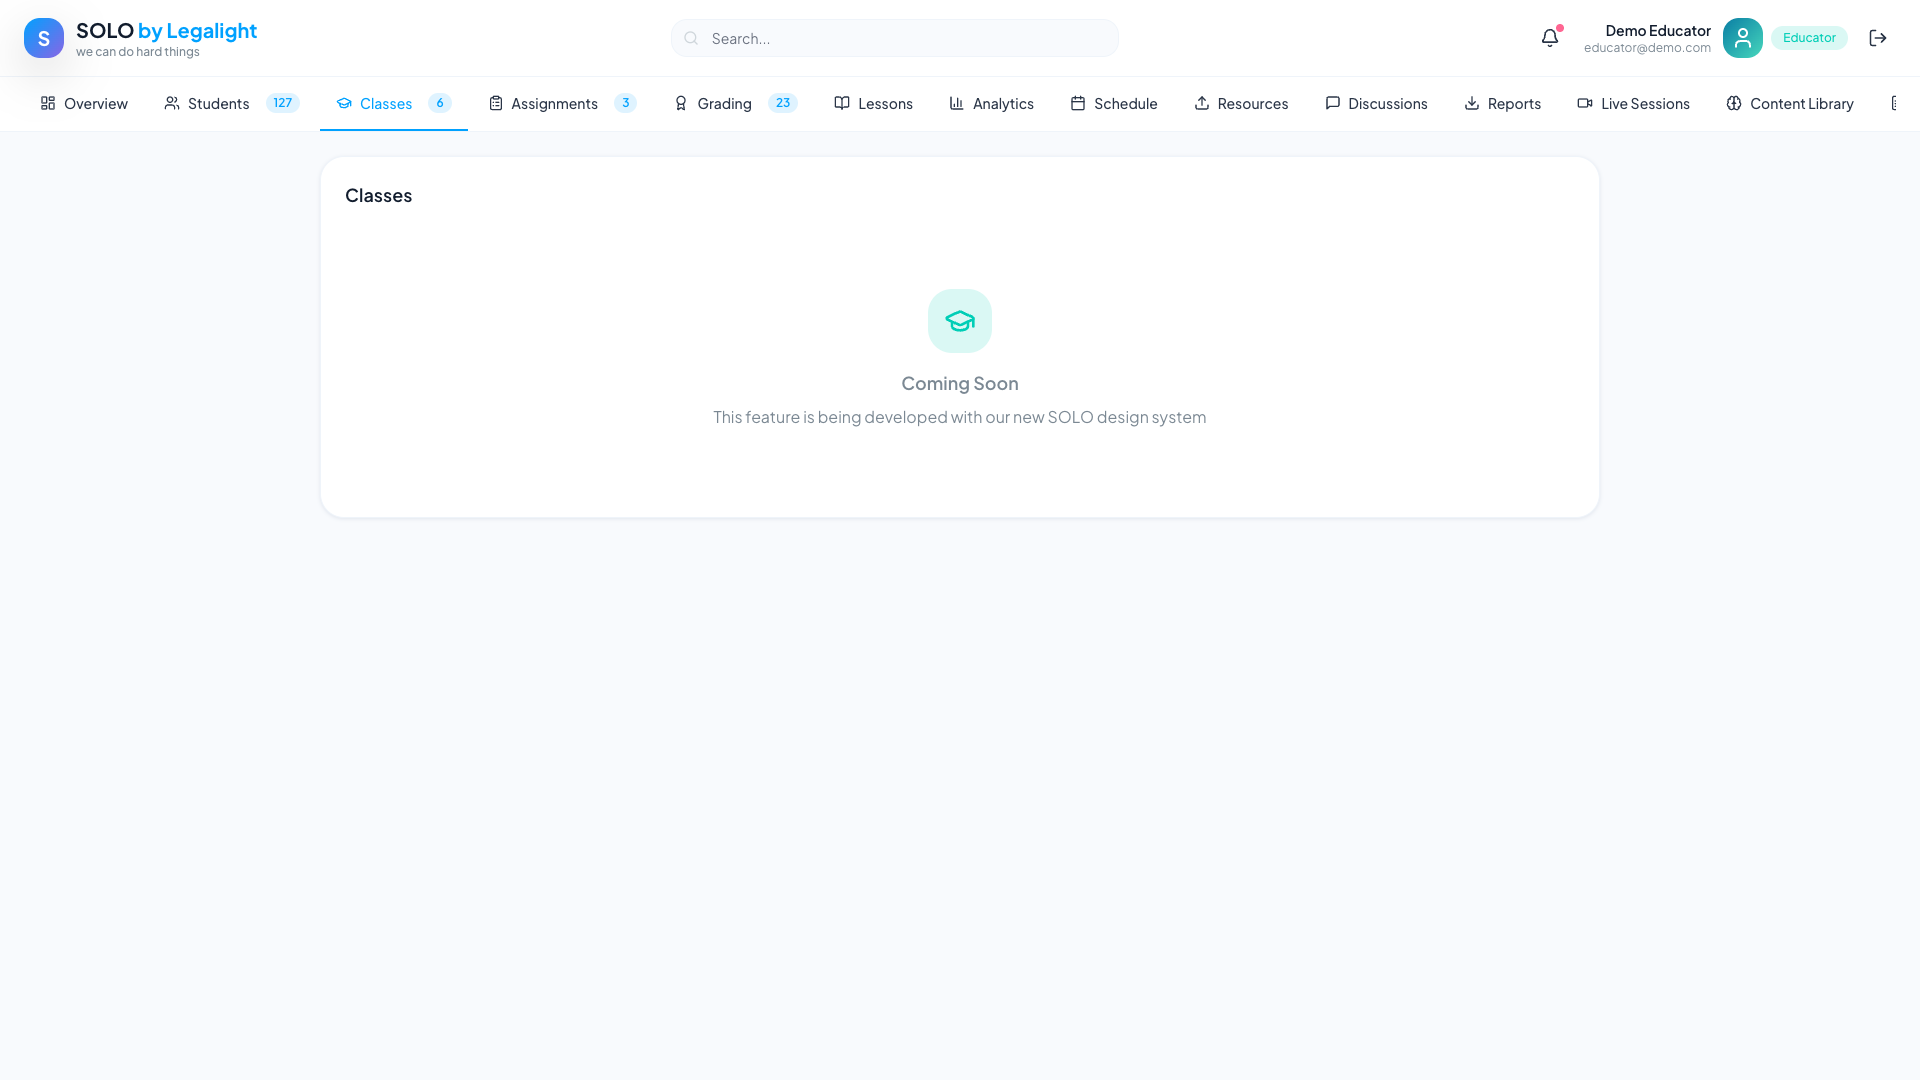 S
SOLO by Legalight
we can do hard things
Search...
Demo Educator
educator@demo.com
Educator
Overview
Students 127
Classes 6
Assignments 3
Grading 23
Lessons
Analytics
Schedule
Resources
Discussions
Reports
Live Sessions
Content Library
Classes
Coming Soon
This feature is being developed with our new SOLO design system